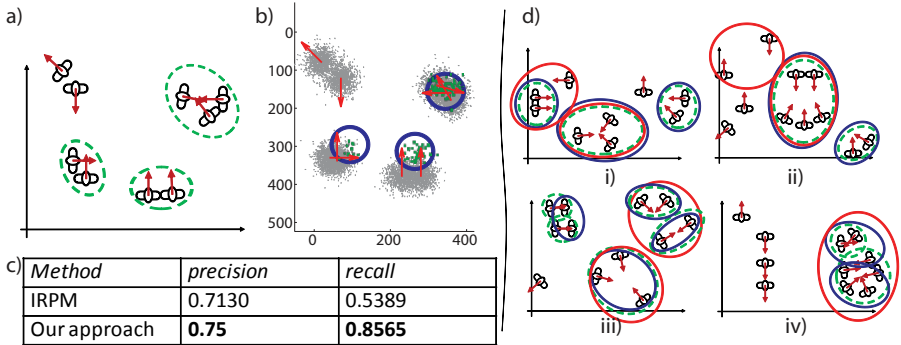 a)
b)
0
100
200
300
400
500
0
200
400
c)
Method precision recall
IRPM 0.7130 0.5389
Our approach 0.75 0.8565
d)
i)
ii)
iii)
iv)